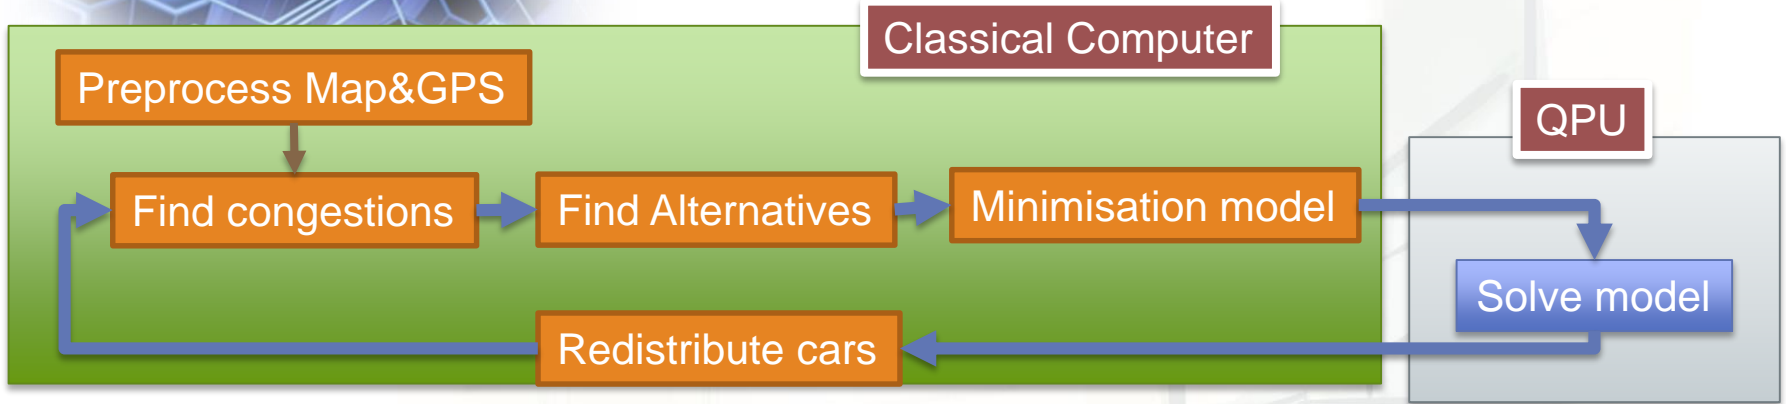 Classical Computer
Preprocess Map&GPS
QPU
Find congestions
Find Alternatives
Minimisation model
Solve model
Redistribute cars